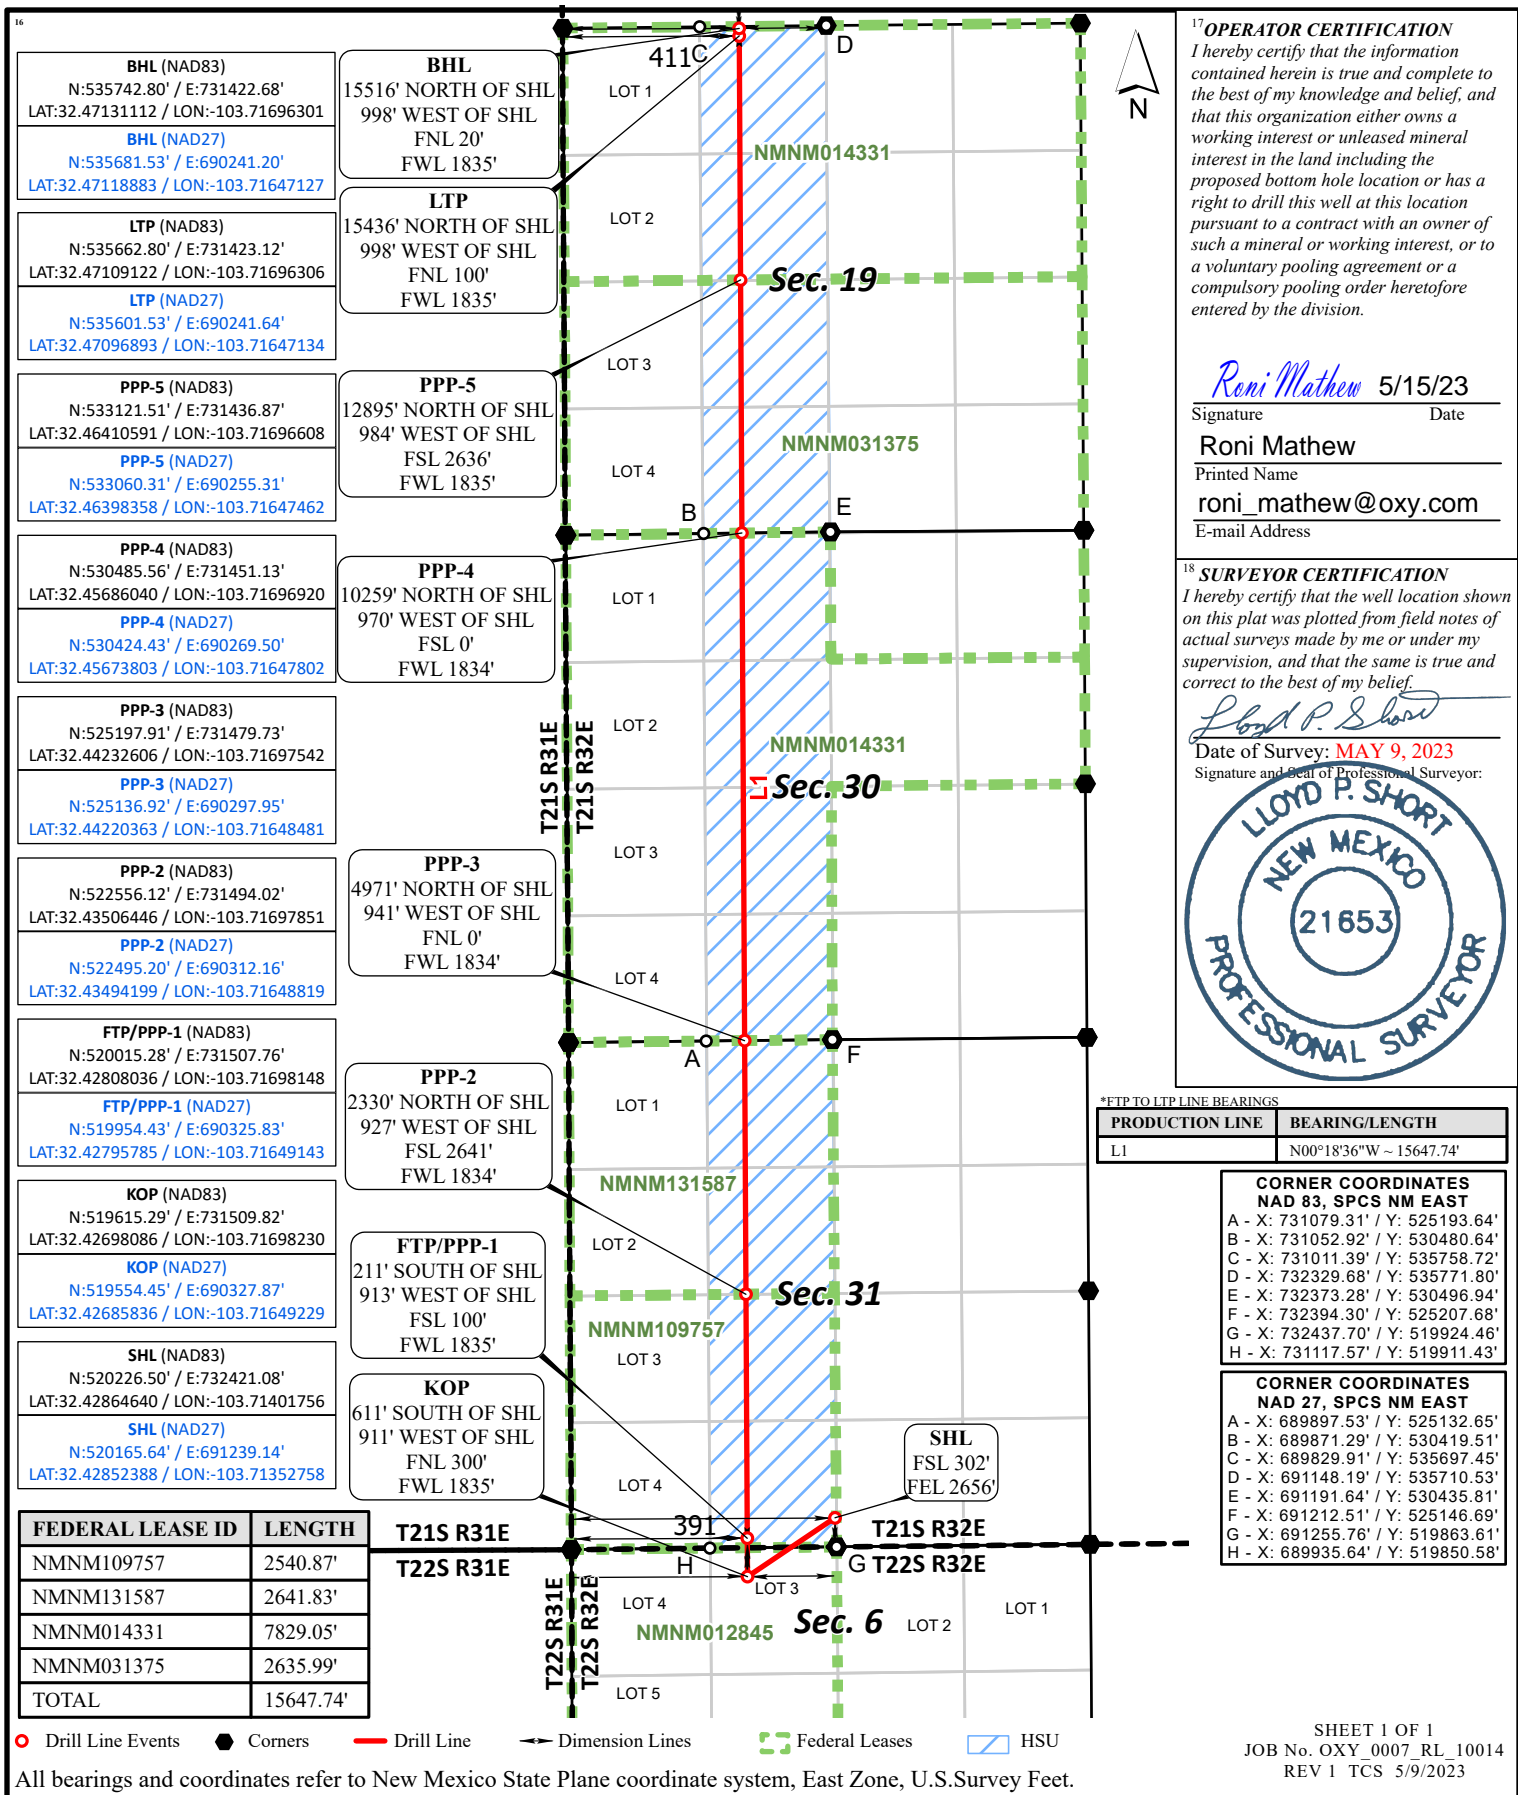 16
BHL (NAD83)
N:535742.80' / E:731422.68'
LAT:32.47131112 / LON:-103.71696301
BHL (NAD27)
N:535681.53' / E:690241.20'
LAT:32.47118883 / LON:-103.71647127
LTP (NAD83)
N:535662.80' / E:731423.12'
LAT:32.47109122 / LON:-103.71696306
LTP (NAD27)
N:535601.53' / E:690241.64'
LAT:32.47096893 / LON:-103.71647134
PPP-5 (NAD83)
N:533121.51' / E:731436.87'
LAT:32.46410591 / LON:-103.71696608
PPP-5 (NAD27)
N:533060.31' / E:690255.31'
LAT:32.46398358 / LON:-103.71647462
PPP-4 (NAD83)
N:530485.56' / E:731451.13'
LAT:32.45686040 / LON:-103.71696920
PPP-4 (NAD27)
N:530424.43' / E:690269.50'
LAT:32.45673803 / LON:-103.71647802
PPP-3 (NAD83)
N:525197.91' / E:731479.73'
LAT:32.44232606 / LON:-103.71697542
PPP-3 (NAD27)
N:525136.92' / E:690297.95'
LAT:32.44220363 / LON:-103.71648481
PPP-2 (NAD83)
N:522556.12' / E:731494.02'
LAT:32.43506446 / LON:-103.71697851
PPP-2 (NAD27)
N:522495.20' / E:690312.16'
LAT:32.43494199 / LON:-103.71648819
FTP/PPP-1 (NAD83)
N:520015.28' / E:731507.76'
LAT:32.42808036 / LON:-103.71698148
FTP/PPP-1 (NAD27)
N:519954.43' / E:690325.83'
LAT:32.42795785 / LON:-103.71649143
KOP (NAD83)
N:519615.29' / E:731509.82'
LAT:32.42698086 / LON:-103.71698230
KOP (NAD27)
N:519554.45' / E:690327.87'
LAT:32.42685836 / LON:-103.71649229
SHL (NAD83)
N:520226.50' / E:732421.08'
LAT:32.42864640 / LON:-103.71401756
SHL (NAD27)
N:520165.64' / E:691239.14'
LAT:32.42852388 / LON:-103.71352758
FEDERAL LEASE ID LENGTH
NMNM109757 2540.87'
NMNM131587 2641.83'
NMNM014331 7829.05'
NMNM031375 2635.99'
TOTAL 15647.74'
BHL
15516' NORTH OF SHL
998' WEST OF SHL
FNL 20'
FWL 1835'
LTP
15436' NORTH OF SHL
998' WEST OF SHL
FNL 100'
FWL 1835'
PPP-5
12895' NORTH OF SHL
984' WEST OF SHL
FSL 2636'
FWL 1835'
PPP-4
10259' NORTH OF SHL
970' WEST OF SHL
FSL 0'
FWL 1834'
PPP-3
4971' NORTH OF SHL
941' WEST OF SHL
FNL 0'
FWL 1834'
PPP-2
2330' NORTH OF SHL
927' WEST OF SHL
FSL 2641'
FWL 1834'
FTP/PPP-1
211' SOUTH OF SHL
913' WEST OF SHL
FSL 100'
FWL 1835'
KOP
611' SOUTH OF SHL
911' WEST OF SHL
FNL 300'
FWL 1835'
SHL
FSL 302'
FEL 2656'
411 C D
N
LOT 1
NMNM014331
LOT 2
Sec. 19
LOT 3
NMNM031375
LOT 4
B E
LOT 1
LOT 2
NMNM014331
T21S R31E
T21S R32E
L1
Sec. 30
LOT 3
LOT 4
A F
LOT 1
NMNM131587
LOT 2
Sec. 31
NMNM109757
LOT 3
LOT 4
391
T21S R31E
T22S R31E
T21S R32E
H G T22S R32E
T22S R31E
T22S R32E
LOT 3
LOT 4
NMNM012845
Sec. 6
LOT 2
LOT 1
LOT 5
17 OPERATOR CERTIFICATION
I hereby certify that the information
contained herein is true and complete to
the best of my knowledge and belief, and
that this organization either owns a
working interest or unleased mineral
interest in the land including the
proposed bottom hole location or has a
right to drill this well at this location
pursuant to a contract with an owner of
such a mineral or working interest, or to
a voluntary pooling agreement or a
compulsory pooling order heretofore
entered by the division.
Roni Mathew 5/15/23
Signature Date
Roni Mathew
Printed Name
roni_mathew@oxy.com
E-mail Address
18 SURVEYOR CERTIFICATION
I hereby certify that the well location shown
on this plat was plotted from field notes of
actual surveys made by me or under my
supervision, and that the same is true and
correct to the best of my belief.
Lloyd P. Short
Date of Survey: MAY 9, 2023
Signature and Seal of Professional Surveyor:
LLOYD P. SHORT
NEW MEXICO
21653
PROFESSIONAL SURVEYOR
*FTP TO LTP LINE BEARINGS
PRODUCTION LINE BEARING/LENGTH
L1 N00°18'36"W ~ 15647.74'
CORNER COORDINATES
NAD 83, SPCS NM EAST
A - X: 731079.31' / Y: 525193.64'
B - X: 731052.92' / Y: 530480.64'
C - X: 731011.39' / Y: 535758.72'
D - X: 732329.68' / Y: 535771.80'
E - X: 732373.28' / Y: 530496.94'
F - X: 732394.30' / Y: 525207.68'
G - X: 732437.70' / Y: 519924.46'
H - X: 731117.57' / Y: 519911.43'
CORNER COORDINATES
NAD 27, SPCS NM EAST
A - X: 689897.53' / Y: 525132.65'
B - X: 689871.29' / Y: 530419.51'
C - X: 689829.91' / Y: 535697.45'
D - X: 691148.19' / Y: 535710.53'
E - X: 691191.64' / Y: 530435.81'
F - X: 691212.51' / Y: 525146.69'
G - X: 691255.76' / Y: 519863.61'
H - X: 689935.64' / Y: 519850.58'
Drill Line Events Corners Drill Line Dimension Lines Federal Leases HSU
All bearings and coordinates refer to New Mexico State Plane coordinate system, East Zone, U.S.Survey Feet.
SHEET 1 OF 1
JOB No. OXY_0007_RL_10014
REV 1 TCS 5/9/2023